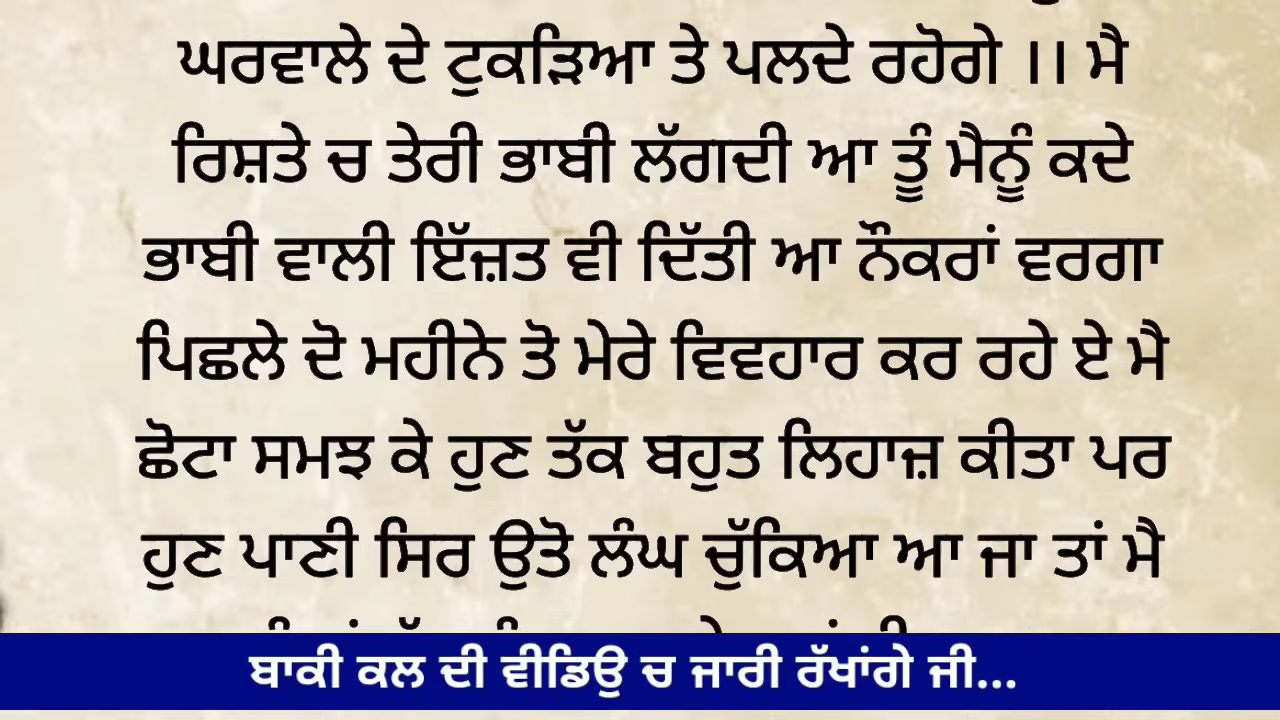 ਘਰਵਾਲੇ ਦੇ ਟੁਕੜਿਆ ਤੇ ਪਲਦੇ ਰਹੋਗੇ ।। ਮੈ
ਰਿਸ਼ਤੇ ਚ ਤੇਰੀ ਭਾਬੀ ਲੱਗਦੀ ਆ ਤੂੰ ਮੈਨੂੰ ਕਦੇ
ਭਾਬੀ ਵਾਲੀ ਇੱਜ਼ਤ ਵੀ ਦਿੱਤੀ ਆ ਨੌਕਰਾਂ ਵਰਗਾ
ਪਿਛਲੇ ਦੋ ਮਹੀਨੇ ਤੋ ਮੇਰੇ ਵਿਵਹਾਰ ਕਰ ਰਹੇ ਏ ਮੈ
ਛੋਟਾ ਸਮਝ ਕੇ ਹੁਣ ਤੱਕ ਬਹੁਤ ਲਿਹਾਜ਼ ਕੀਤਾ ਪਰ
ਹੁਣ ਪਾਣੀ ਸਿਰ ਉਤੋ ਲੰਘ ਚੁੱਕਿਆ ਆ ਜਾ ਤਾਂ ਮੈ
ਬਾਕੀ ਕਲ ਦੀ ਵੀਡਿਉ ਚ ਜਾਰੀ ਰੱਖਾਂਗੇ ਜੀ...